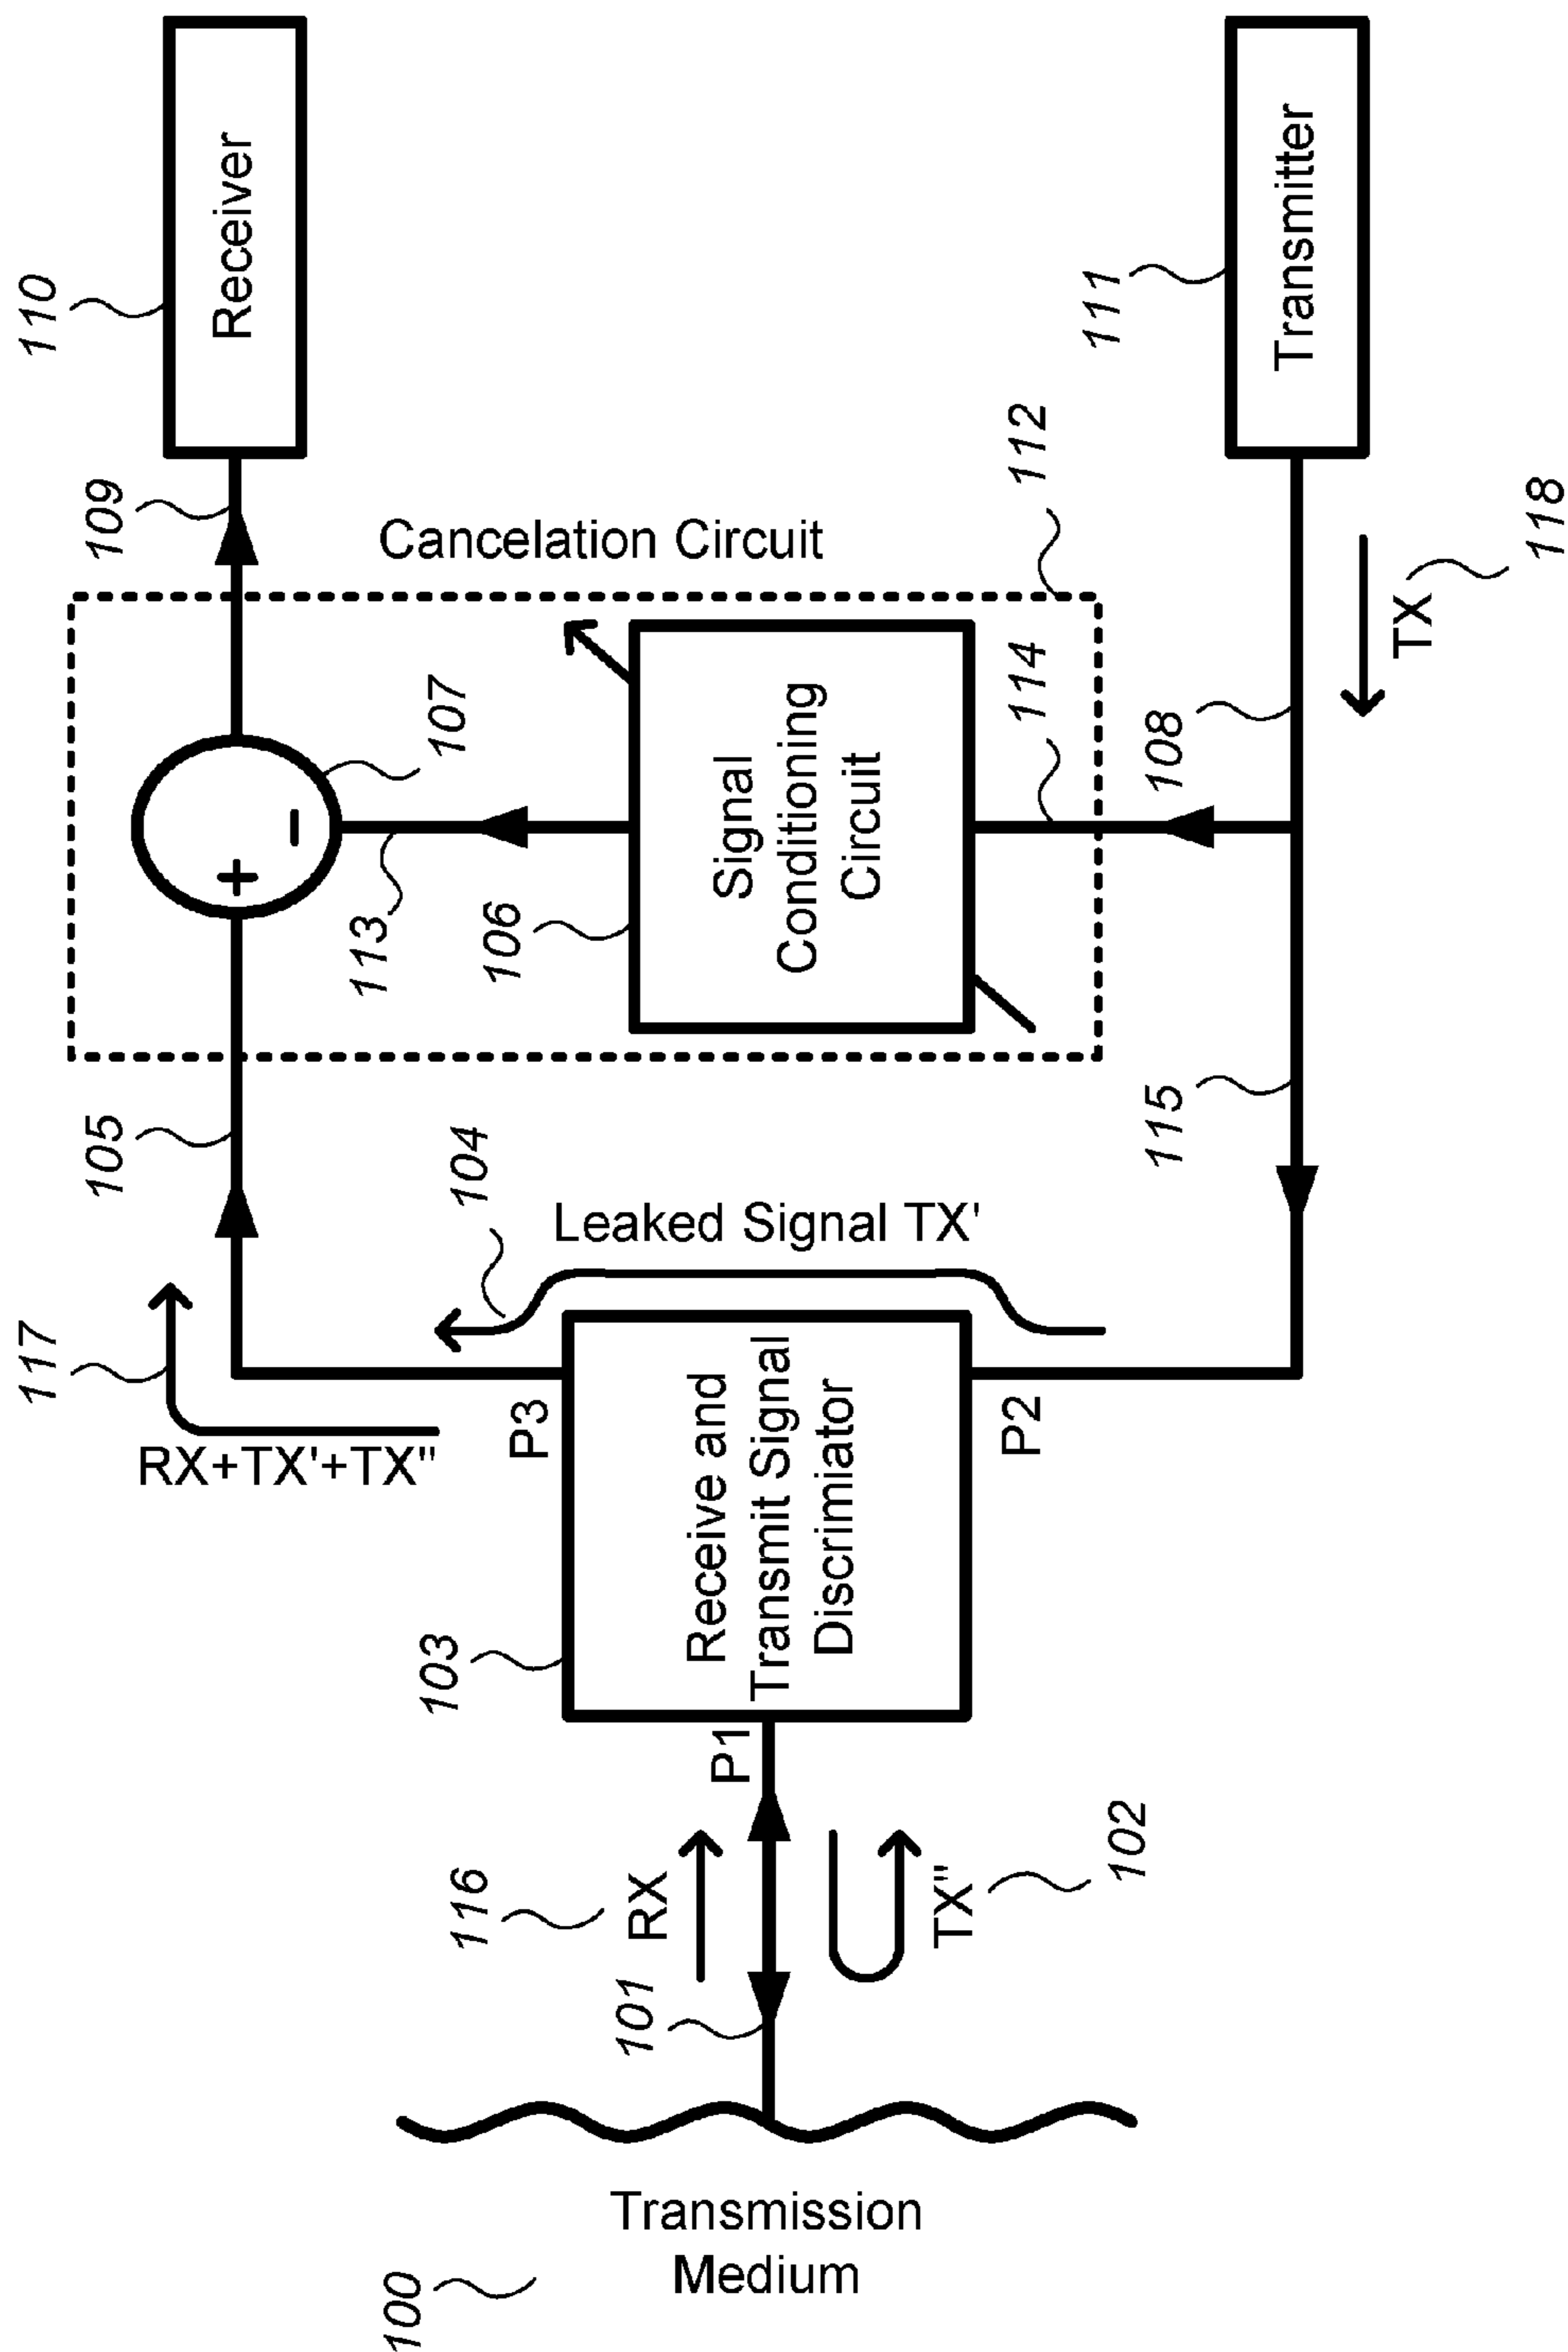 110
Receiver
109
Cancelation Circuit
112
111
Transmitter
TX
118
107
+
–
113
106
Signal
Conditioning
Circuit
114
108
105
104
Leaked Signal TX'
115
117
RX+TX'+TX"
P3
P2
103
Receive and
Transmit Signal
Discrimiator
P1
116
RX
101
TX"
102
100
Transmission
Medium